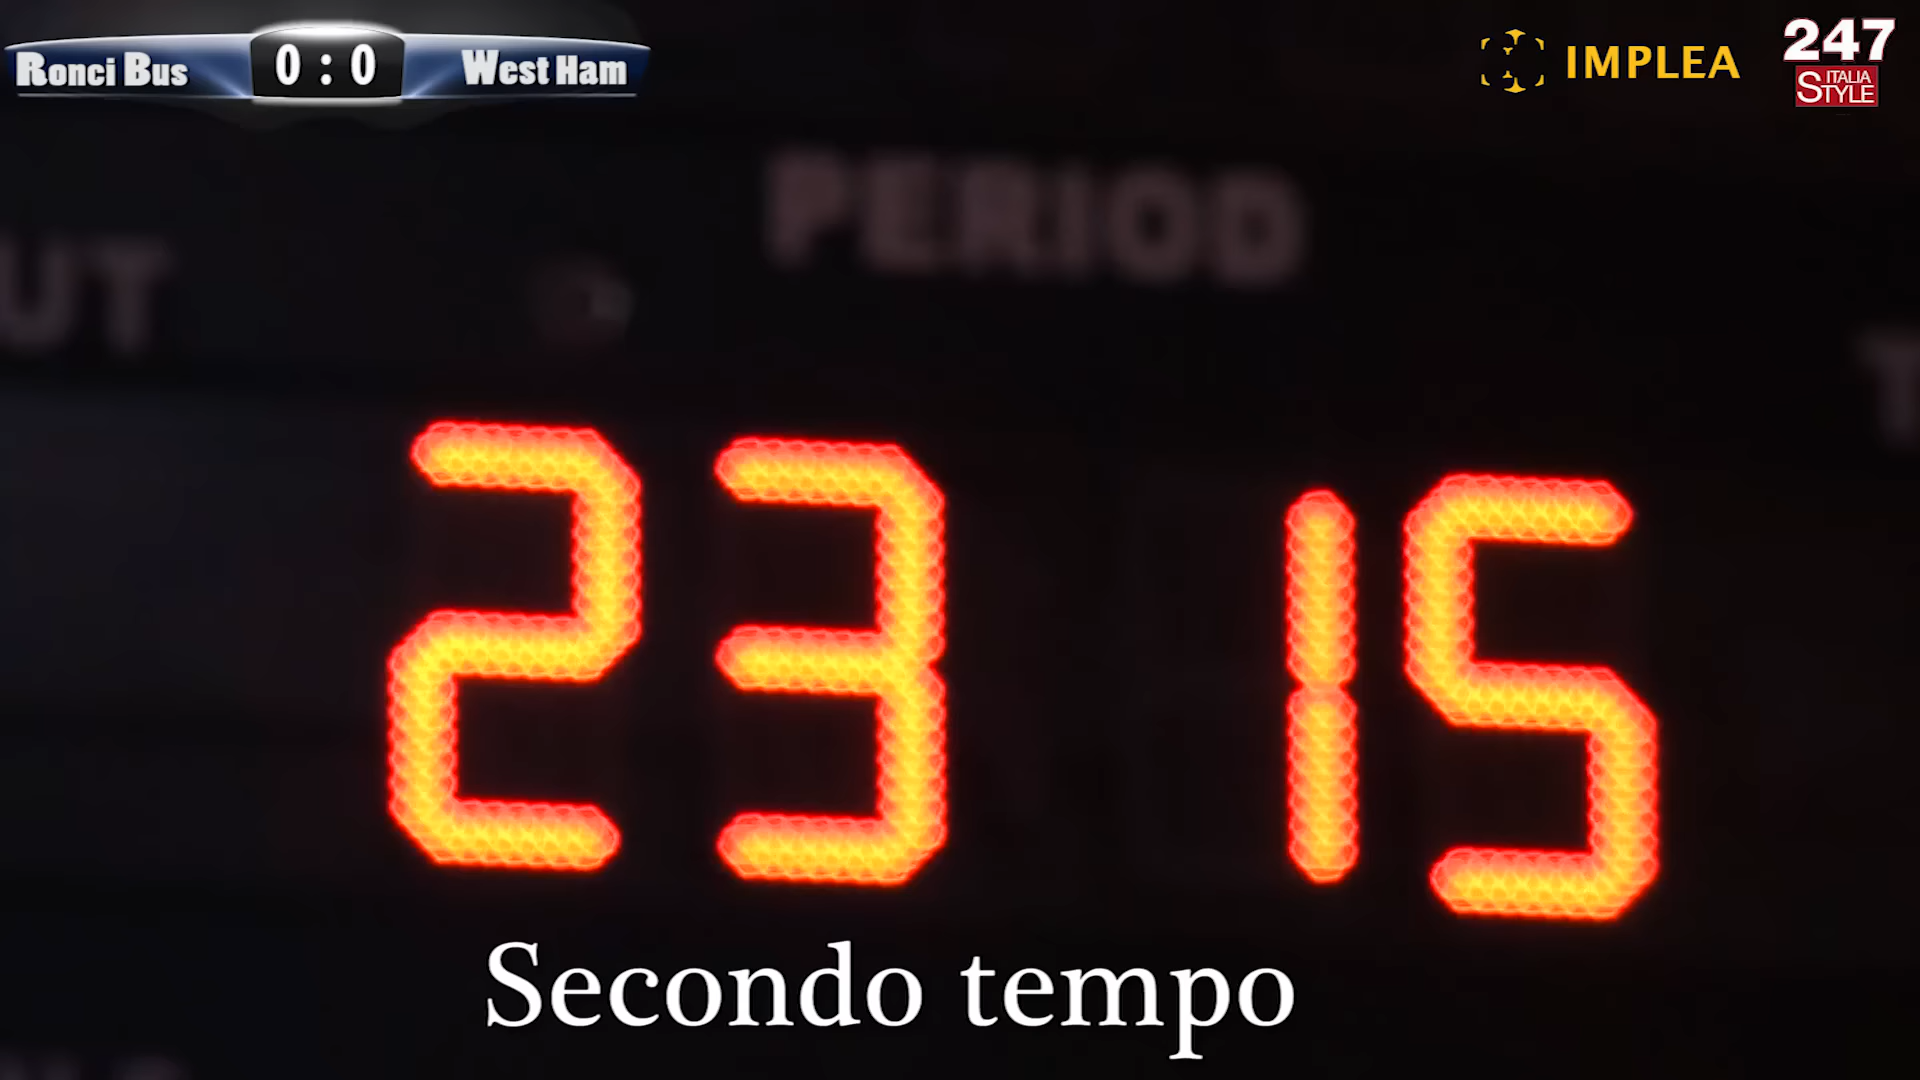 Ronci Bus 0 : 0 West Ham
IMPLEA
247
ITALIA
STYLE
PERIOD
23 15
Secondo tempo